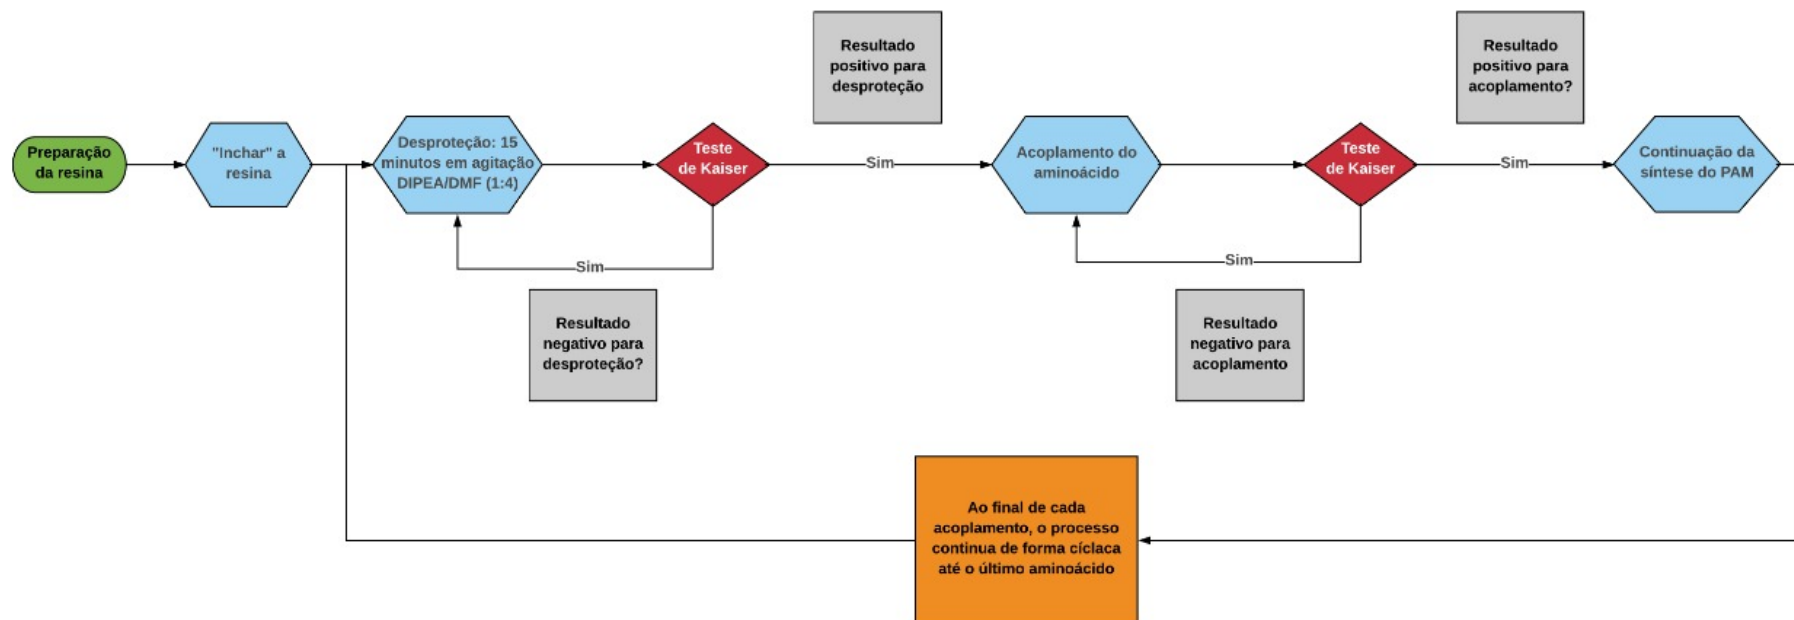 Preparação
da resina
"Inchar" a
resina
Desproteção: 15
minutos em agitação
DIPEA/DMF (1:4)
Teste
de Kaiser
Sim
Resultado
negativo para
desproteção?
Resultado
positivo para
desproteção
Sim
Acoplamento do
aminoácido
Teste
de Kaiser
Sim
Resultado
negativo para
acoplamento
Resultado
positivo para
acoplamento?
Sim
Continuação da
síntese do PAM
Ao final de cada
acoplamento, o processo
continua de forma cíclaca
até o último aminoácido